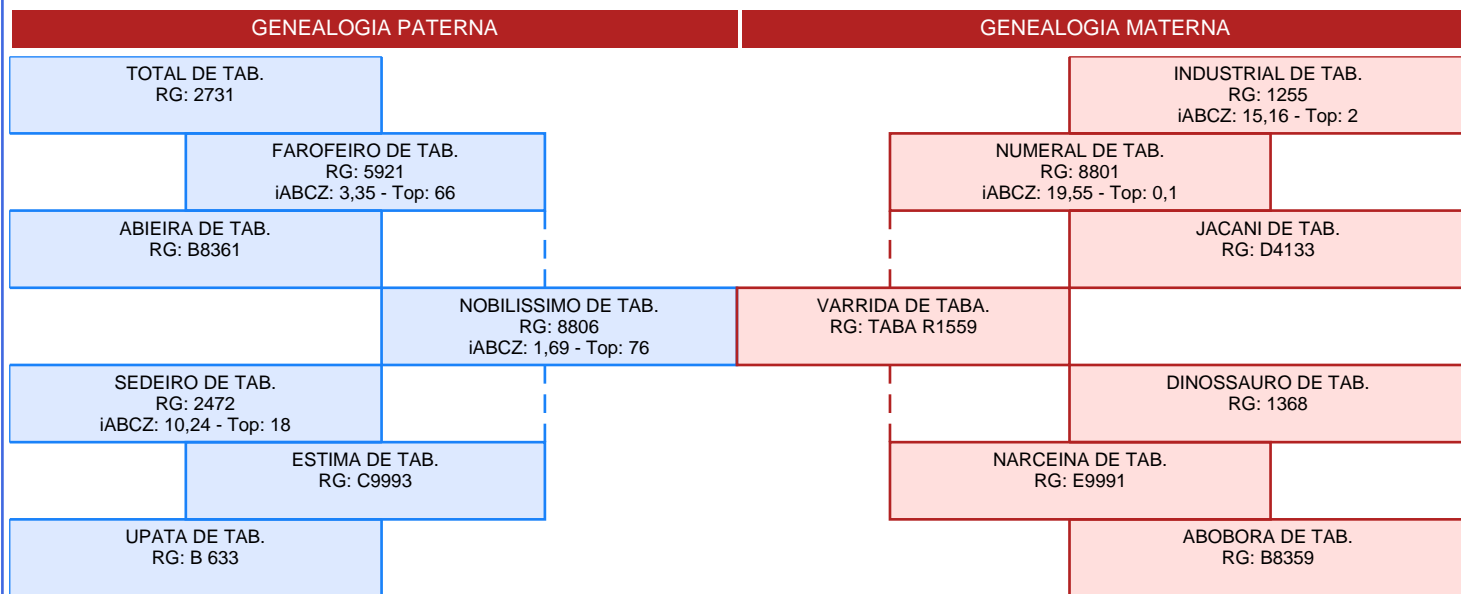 GENEALOGIA PATERNA
GENEALOGIA MATERNA
TOTAL DE TAB.
RG: 2731
INDUSTRIAL DE TAB.
RG: 1255
iABCZ: 15,16 - Top: 2
FAROFEIRO DE TAB.
RG: 5921
iABCZ: 3,35 - Top: 66
NUMERAL DE TAB.
RG: 8801
iABCZ: 19,55 - Top: 0,1
ABIEIRA DE TAB.
RG: B8361
JACANI DE TAB.
RG: D4133
NOBILISSIMO DE TAB.
RG: 8806
iABCZ: 1,69 - Top: 76
VARRIDA DE TABA.
RG: TABA R1559
SEDEIRO DE TAB.
RG: 2472
iABCZ: 10,24 - Top: 18
DINOSSAURO DE TAB.
RG: 1368
ESTIMA DE TAB.
RG: C9993
NARCEINA DE TAB.
RG: E9991
UPATA DE TAB.
RG: B 633
ABOBORA DE TAB.
RG: B8359